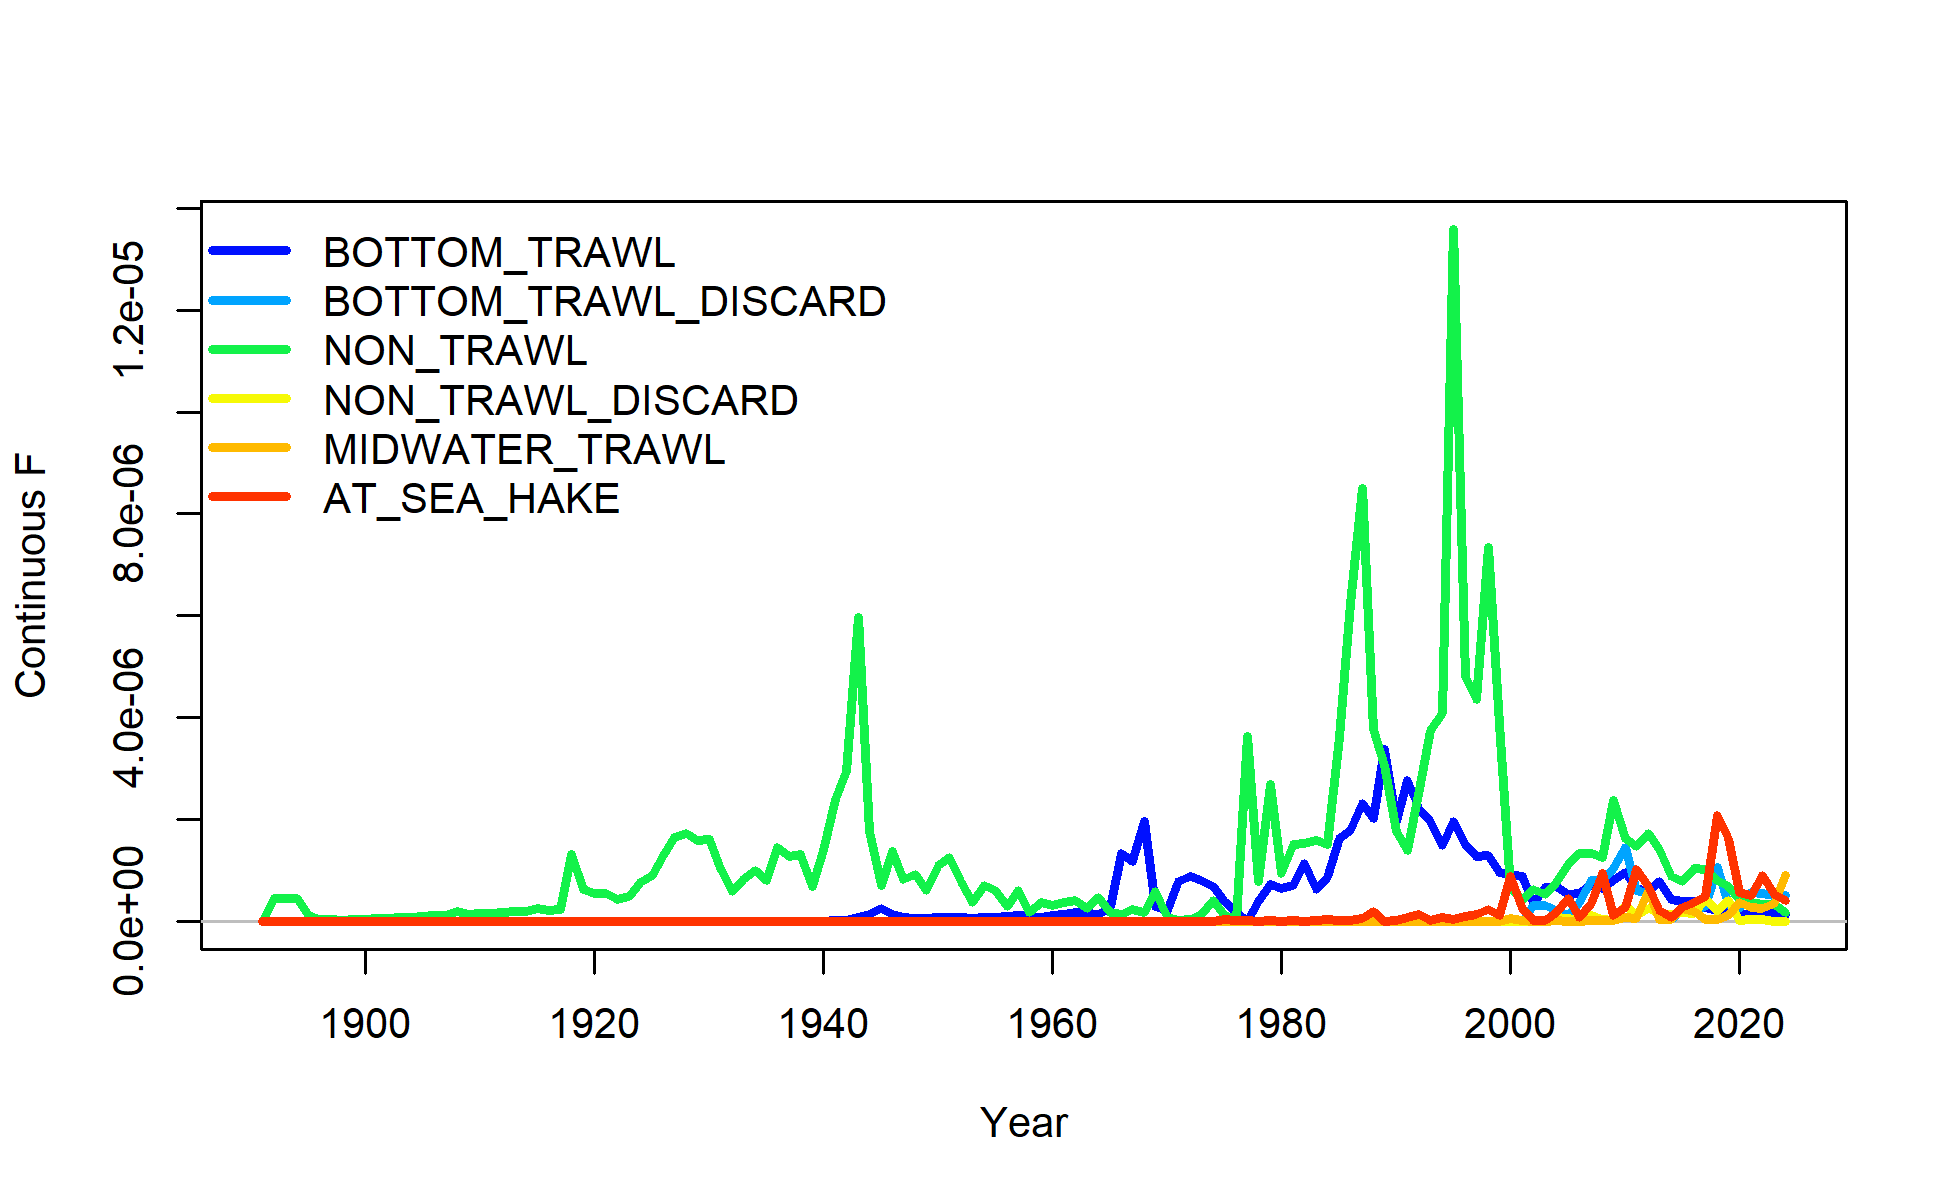 BOTTOM_TRAWL
BOTTOM_TRAWL_DISCARD
NON_TRAWL
NON_TRAWL_DISCARD
MIDWATER_TRAWL
AT_SEA_HAKE
Continuous F
1.2e-05
8.0e-06
4.0e-06
0.0e+00
1900 1920 1940 1960 1980 2000 2020
Year